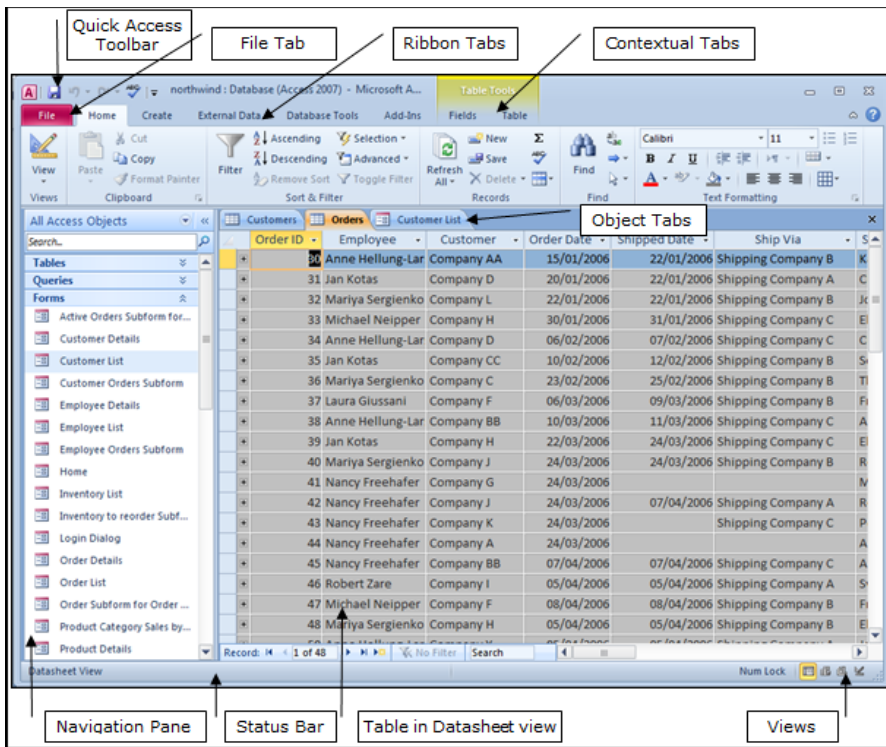 Quick Access
Toolbar
File Tab
Ribbon Tabs
Contextual Tabs
northwind : Database (Access 2007) - Microsoft A...
Table Tools
File Home Create External Data Database Tools Add-Ins Fields Table
View
Views
Paste
Cut
Copy
Format Painter
Clipboard
Filter
Ascending
Descending
Remove Sort
Selection
Advanced
Toggle Filter
Sort & Filter
Refresh
All
New
Save
Delete
Records
Find
Find
Calibri 11
B I U
Text Formatting
All Access Objects
Search...
Tables
Queries
Forms
Active Orders Subform for...
Customer Details
Customer List
Customer Orders Subform
Employee Details
Employee List
Employee Orders Subform
Home
Inventory List
Inventory to reorder Subf...
Login Dialog
Order Details
Order List
Order Subform for Order ...
Product Category Sales by...
Product Details
Customers Orders Customer List
Object Tabs
Order ID Employee Customer Order Date Shipped Date Ship Via S
30 Anne Hellung-Lar Company AA 15/01/2006 22/01/2006 Shipping Company B K
31 Jan Kotas Company D 20/01/2006 22/01/2006 Shipping Company A C
32 Mariya Sergienko Company L 22/01/2006 22/01/2006 Shipping Company B Jo
33 Michael Neipper Company H 30/01/2006 31/01/2006 Shipping Company C El
34 Anne Hellung-Lar Company D 06/02/2006 07/02/2006 Shipping Company C C
35 Jan Kotas Company CC 10/02/2006 12/02/2006 Shipping Company B So
36 Mariya Sergienko Company C 23/02/2006 25/02/2006 Shipping Company B Tl
37 Laura Giussani Company F 06/03/2006 09/03/2006 Shipping Company B Fr
38 Anne Hellung-Lar Company BB 10/03/2006 11/03/2006 Shipping Company C A
39 Jan Kotas Company H 22/03/2006 24/03/2006 Shipping Company C El
40 Mariya Sergienko Company J 24/03/2006 24/03/2006 Shipping Company B R
41 Nancy Freehafer Company G 24/03/2006 M
42 Nancy Freehafer Company J 24/03/2006 07/04/2006 Shipping Company A R
43 Nancy Freehafer Company K 24/03/2006 Shipping Company C P
44 Nancy Freehafer Company A 24/03/2006 A
45 Nancy Freehafer Company BB 07/04/2006 07/04/2006 Shipping Company C A
46 Robert Zare Company I 05/04/2006 05/04/2006 Shipping Company A Sv
47 Michael Neipper Company F 08/04/2006 08/04/2006 Shipping Company B Fr
48 Mariya Sergienko Company H 05/04/2006 05/04/2006 Shipping Company B El
Record: 1 of 48 No Filter Search
Datasheet View
Num Lock
Navigation Pane
Status Bar
Table in Datasheet view
Views